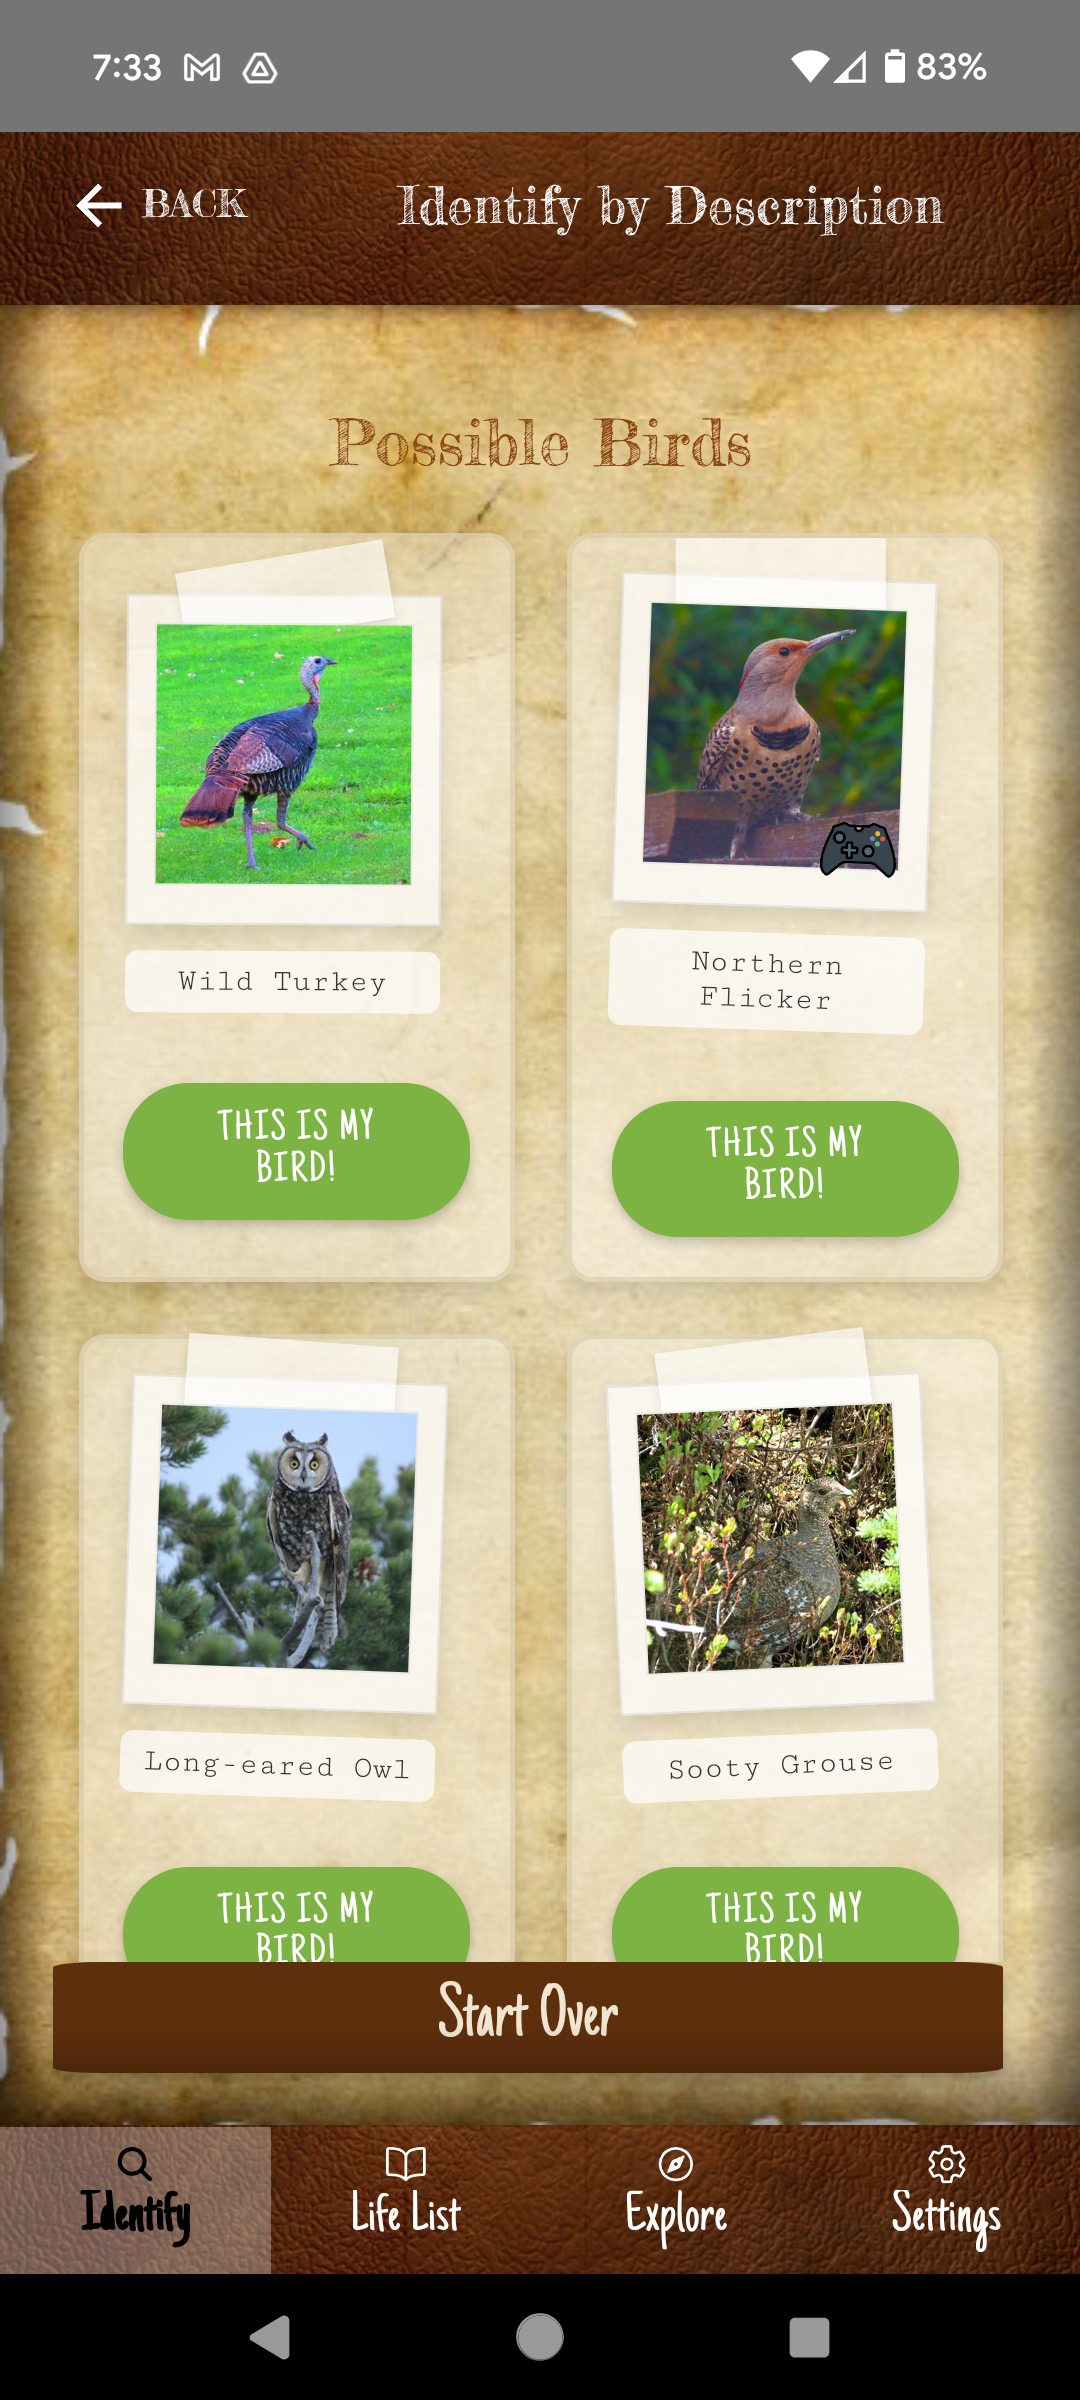 7:33
83%
BACK
Identify by Description
Possible Birds
Wild Turkey
Northern
Flicker
THIS IS MY
BIRD!
THIS IS MY
BIRD!
Long-eared Owl
Sooty Grouse
THIS IS MY
BIRD!
THIS IS MY
BIRD!
Start Over
Identify
Life List
Explore
Settings